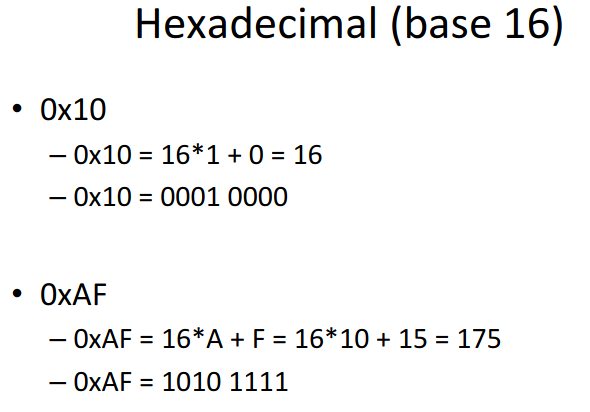 Hexadecimal (base 16)
• 0x10
– 0x10 = 16*1 + 0 = 16
– 0x10 = 0001 0000
• 0xAF
– 0xAF = 16*A + F = 16*10 + 15 = 175
– 0xAF = 1010 1111